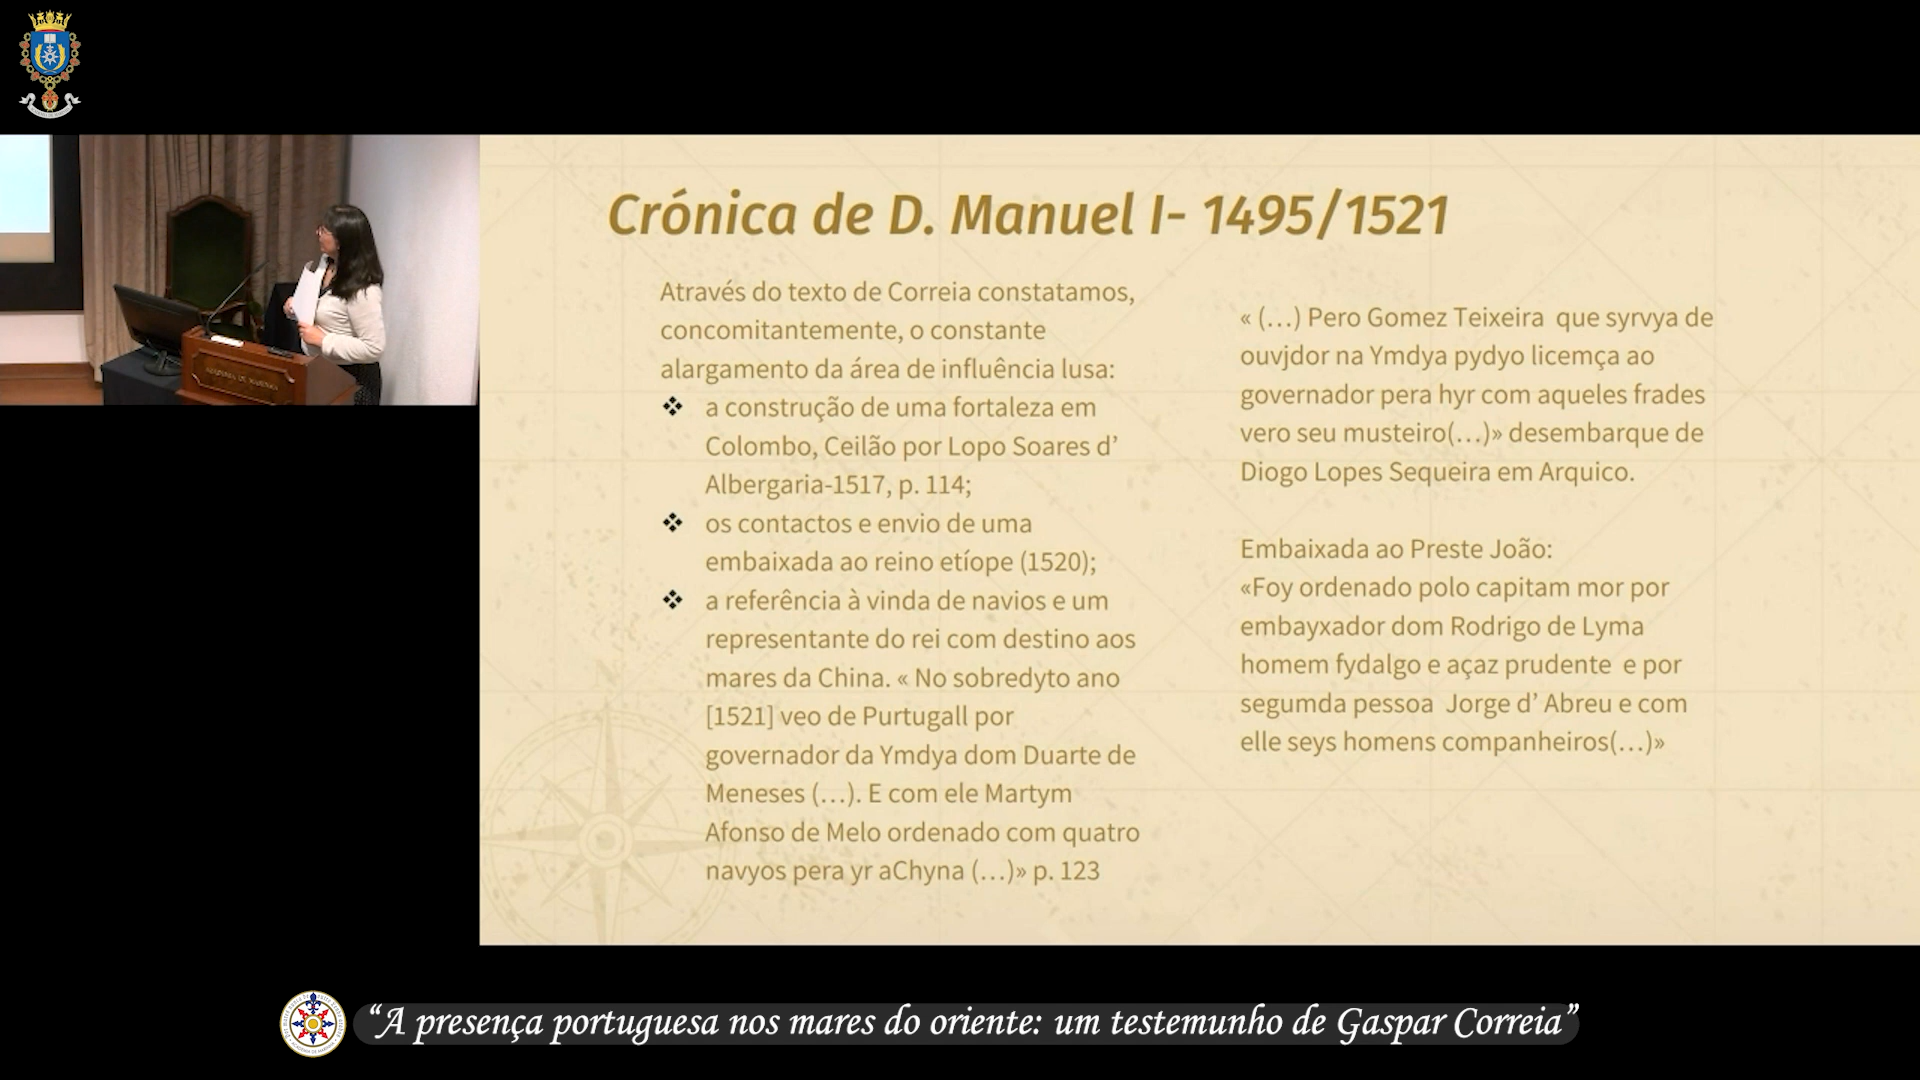 Crónica de D. Manuel I- 1495/1521
Através do texto de Correia constatamos,
concomitantemente, o constante
alargamento da área de influência lusa:
❖ a construção de uma fortaleza em
Colombo, Ceilão por Lopo Soares d’
Albergaria-1517, p. 114;
❖ os contactos e envio de uma
embaixada ao reino etíope (1520);
❖ a referência à vinda de navios e um
representante do rei com destino aos
mares da China. « No sobredyto ano
[1521] veo de Purtugall por
governador da Ymdya dom Duarte de
Meneses (…). E com ele Martym
Afonso de Melo ordenado com quatro
navyos pera yr aChyna (…)» p. 123
« (…) Pero Gomez Teixeira que syrvya de
ouvjdor na Ymdya pydyo licemça ao
governador pera hyr com aqueles frades
vero seu musteiro(…)» desembarque de
Diogo Lopes Sequeira em Arquico.
Embaixada ao Preste João:
«Foy ordenado polo capitam mor por
embayxador dom Rodrigo de Lyma
homem fydalgo e açaz prudente e por
segumda pessoa Jorge d’ Abreu e com
elle seys homens companheiros(…)»
ACADEMIA DE MARINHA
“A presença portuguesa nos mares do oriente: um testemunho de Gaspar Correia”